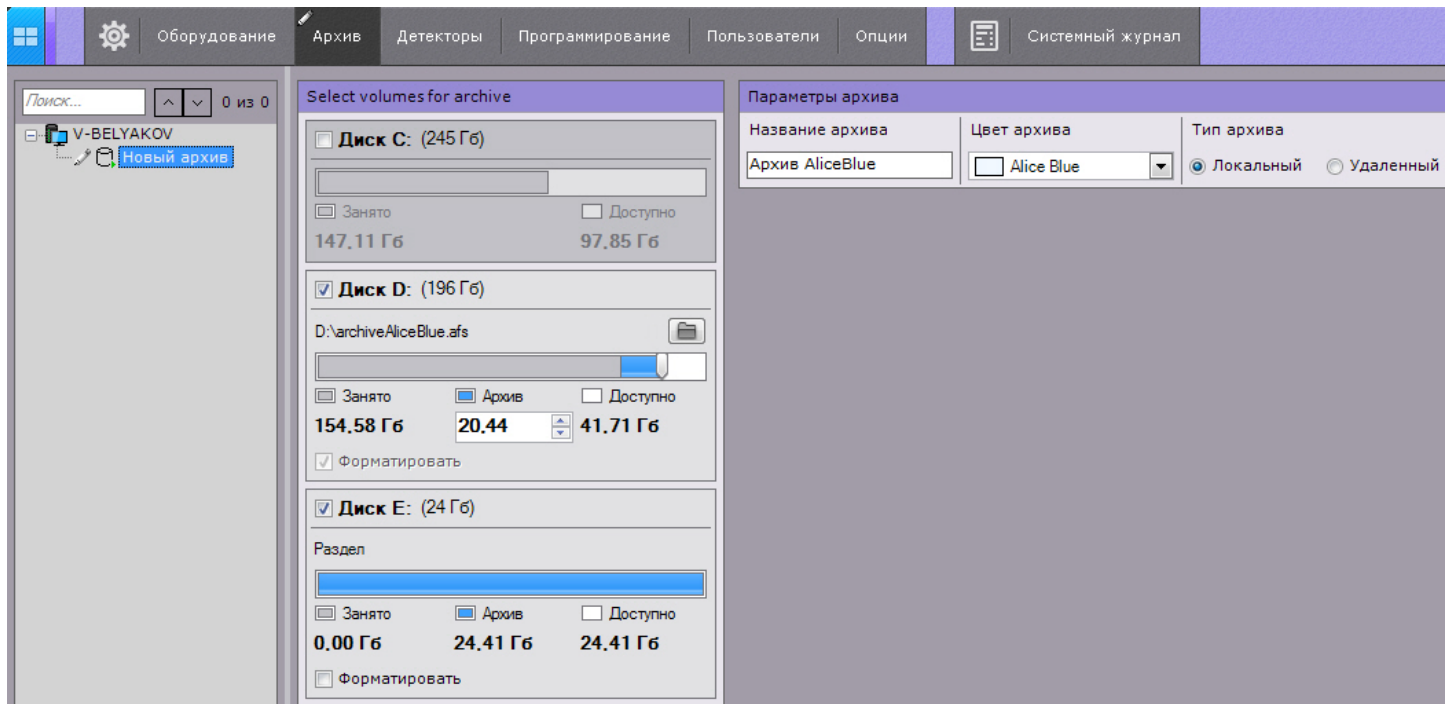 Оборудование Архив Детекторы Программирование Пользователи Опции Системный журнал
Поиск... 0 из 0
V-BELYAKOV
Новый архив
Select volumes for archive
Диск C: (245 Гб)
Занято Доступно
147.11 Гб 97.85 Гб
Диск D: (196 Гб)
D:\archiveAliceBlue.afs
Занято Архив Доступно
154.58 Гб 20.44 41.71 Гб
Форматировать
Диск E: (24 Гб)
Раздел
Занято Архив Доступно
0.00 Гб 24.41 Гб 24.41 Гб
Форматировать
Параметры архива
Название архива Цвет архива Тип архива
Архив AliceBlue Alice Blue Локальный Удаленный